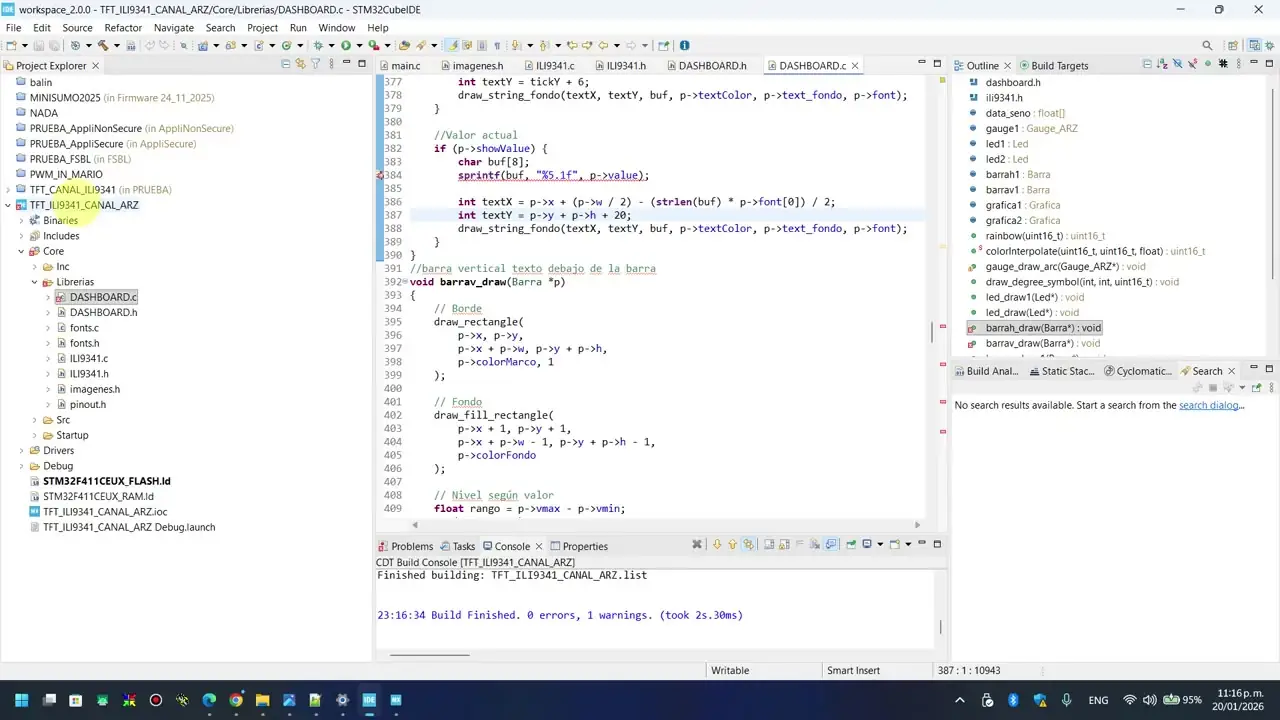 workspace_2.0.0 - TFT_ILI9341_CANAL_ARZ/Core/Librerias/DASHBOARD.c - STM32CubeIDE
File Edit Source Refactor Navigate Search Project Run Window Help
Project Explorer
balin
MINISUMO2025 (in Firmware 24_11_2025)
NADA
PRUEBA_AppliNonSecure (in AppliNonSecure)
PRUEBA_AppliSecure (in AppliSecure)
PRUEBA_FSBL (in FSBL)
PWM_IN_MARIO
TFT_CANAL_ILI9341 (in PRUEBA)
TFT_ILI9341_CANAL_ARZ
Binaries
Includes
Core
Inc
Librerias
DASHBOARD.c
DASHBOARD.h
fonts.c
fonts.h
ILI9341.c
ILI9341.h
imagenes.h
pinout.h
Src
Startup
Drivers
Debug
STM32F411CEUX_FLASH.ld
STM32F411CEUX_RAM.ld
TFT_ILI9341_CANAL_ARZ.ioc
TFT_ILI9341_CANAL_ARZ Debug.launch
main.c imagenes.h ILI9341.c ILI9341.h DASHBOARD.h DASHBOARD.c
377 int textY = tickY + 6;
378 draw_string_fondo(textX, textY, buf, p->textColor, p->text_fondo, p->font);
379 }
380
381 //Valor actual
382 if (p->showValue) {
383 char buf[8];
384 sprintf(buf, "%5.1f", p->value);
385
386 int textX = p->x + (p->w / 2) - (strlen(buf) * p->font[0]) / 2;
387 int textY = p->y + p->h + 20;
388 draw_string_fondo(textX, textY, buf, p->textColor, p->text_fondo, p->font);
389 }
390 }
391 //barra vertical texto debajo de la barra
392 void barrav_draw(Barra *p)
393 {
394 // Borde
395 draw_rectangle(
396 p->x, p->y,
397 p->x + p->w, p->y + p->h,
398 p->colorMarco, 1
399 );
400
401 // Fondo
402 draw_fill_rectangle(
403 p->x + 1, p->y + 1,
404 p->x + p->w - 1, p->y + p->h - 1,
405 p->colorFondo
406 );
407
408 // Nivel según valor
409 float rango = p->vmax - p->vmin;
Problems Tasks Console Properties
CDT Build Console [TFT_ILI9341_CANAL_ARZ]
Finished building: TFT_ILI9341_CANAL_ARZ.list
23:16:34 Build Finished. 0 errors, 1 warnings. (took 2s.30ms)
Outline Build Targets
dashboard.h
ili9341.h
data_seno : float[]
gauge1 : Gauge_ARZ
led1 : Led
led2 : Led
barrah1 : Barra
barrav1 : Barra
grafica1 : Grafica
grafica2 : Grafica
rainbow(uint16_t) : uint16_t
colorInterpolate(uint16_t, uint16_t, float) : uint16_t
gauge_draw_arc(Gauge_ARZ*) : void
draw_degree_symbol(int, int, uint16_t) : void
led_draw1(Led*) : void
led_draw(Led*) : void
barrah_draw(Barra*) : void
barrav_draw(Barra*) : void
Build Anal... Static Stac... Cyclomatic... Search
No search results available. Start a search from the search dialog...
Writable Smart Insert 387 : 1 : 10943
ENG 95% 11:16 p.m.
20/01/2026